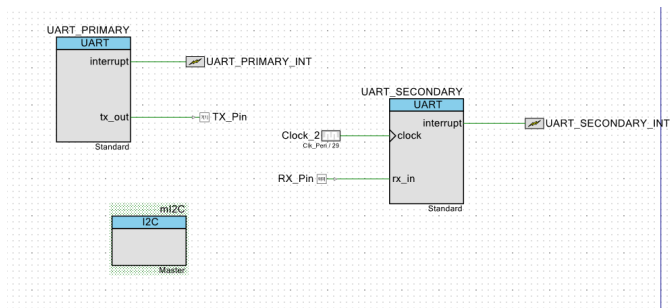 UART_PRIMARY
UART
interrupt
UART_PRIMARY_INT
tx_out
TX_Pin
Standard
UART_SECONDARY
UART
interrupt
UART_SECONDARY_INT
Clock_2
clock
Clk_Peri / 29
RX_Pin
rx_in
Standard
mI2C
I2C
Master